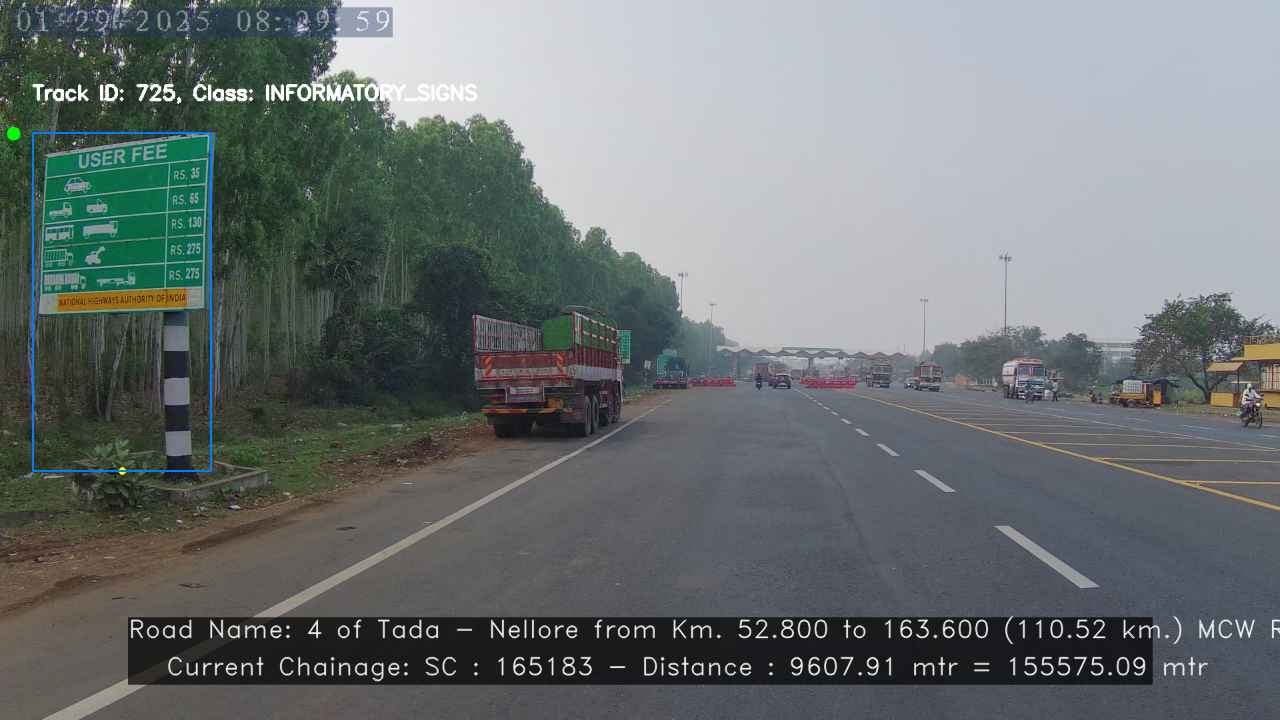 01-29-2025 08:29:59
Track ID: 725, Class: INFORMATORY_SIGNS
USER FEE
RS. 35
RS. 65
RS. 130
RS. 275
RS. 275
NATIONAL HIGHWAYS AUTHORITY OF INDIA
Road Name: 4 of Tada - Nellore from Km. 52.800 to 163.600 (110.52 km.) MCW R
Current Chainage: SC : 165183 - Distance : 9607.91 mtr = 155575.09 mtr